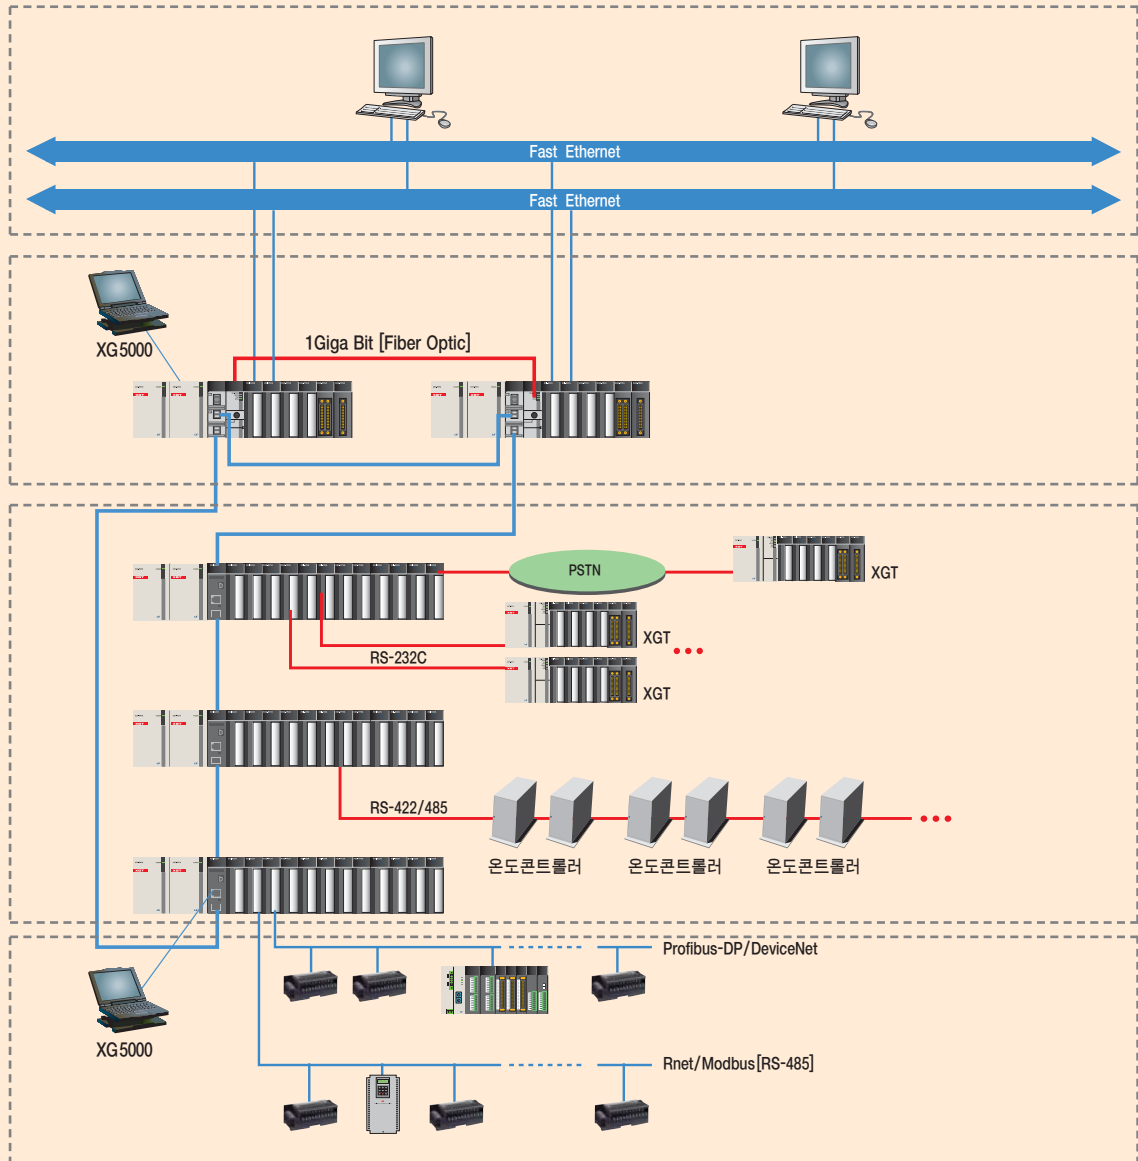 Fast Ethernet
Fast Ethernet
XG5000
1Giga Bit [Fiber Optic]
PSTN
XGT
XGT
RS-232C
XGT
RS-422/485
온도콘트롤러
온도콘트롤러
온도콘트롤러
Profibus-DP/DeviceNet
XG5000
Rnet/Modbus[RS-485]